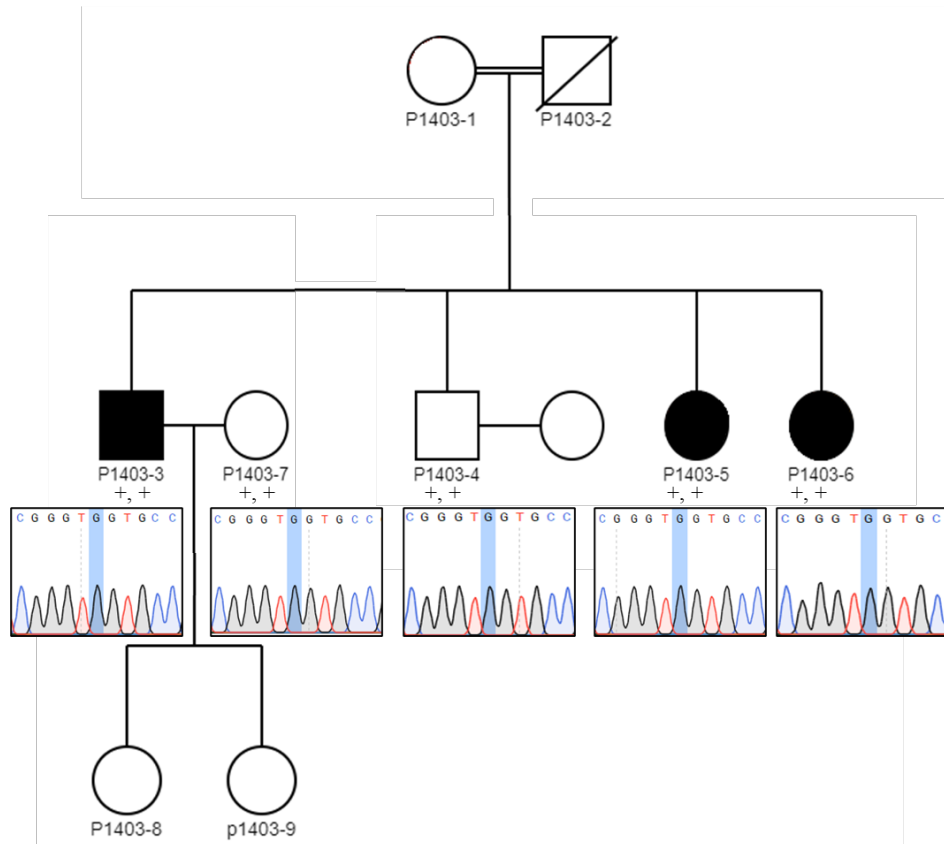 P1403-1
P1403-2
P1403-3
P1403-7
P1403-4
P1403-5
P1403-6
+, +
+, +
+, +
+, +
+, +
C G G G T G G T G C C
C G G G T G G T G C C
C G G G T G G T G C C
C G G G T G G T G C C
C G G G T G G T G C
P1403-8
p1403-9